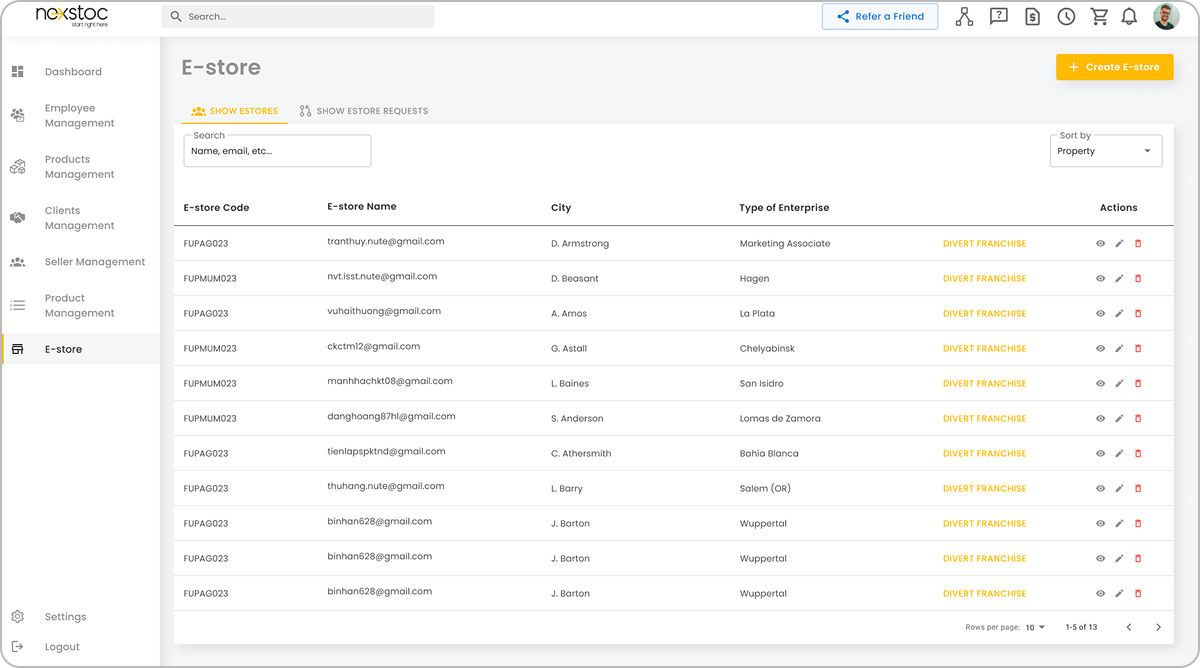 nexstoc
start right here
Search...
Refer a Friend
?
$
Dashboard
Employee
Management
Products
Management
Clients
Management
Seller Management
Product
Management
E-store
Settings
Logout
E-store
+ Create E-store
SHOW ESTORES
SHOW ESTORE REQUESTS
Search
Name, email, etc...
Sort by
Property
E-store Code E-store Name City Type of Enterprise Actions
FUPAG023 tranthuy.nute@gmail.com D. Armstrong Marketing Associate DIVERT FRANCHISE
FUPMUM023 nvt.isst.nute@gmail.com D. Beasant Hagen DIVERT FRANCHISE
FUPAG023 vuhaithuong@gmail.com A. Amos La Plata DIVERT FRANCHISE
FUPMUM023 ckctm12@gmail.com G. Astall Chelyabinsk DIVERT FRANCHISE
FUPMUM023 manhhachkt08@gmail.com L. Baines San Isidro DIVERT FRANCHISE
FUPMUM023 danghoang87hl@gmail.com S. Anderson Lomas de Zamora DIVERT FRANCHISE
FUPAG023 tienlapspktnd@gmail.com C. Athersmith Bahía Blanca DIVERT FRANCHISE
FUPAG023 thuhang.nute@gmail.com L. Barry Salem (OR) DIVERT FRANCHISE
FUPAG023 binhan628@gmail.com J. Barton Wuppertal DIVERT FRANCHISE
FUPAG023 binhan628@gmail.com J. Barton Wuppertal DIVERT FRANCHISE
FUPAG023 binhan628@gmail.com J. Barton Wuppertal DIVERT FRANCHISE
Rows per page: 10 1-5 of 13